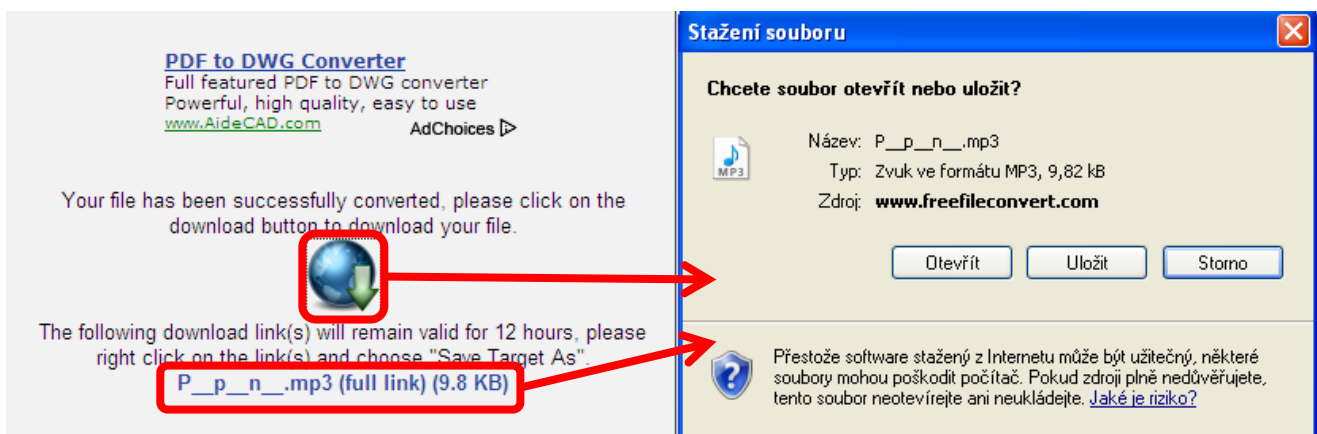 PDF to DWG Converter
Full featured PDF to DWG converter
Powerful, high quality, easy to use
www.AideCAD.com
AdChoices
Your file has been successfully converted, please click on the
download button to download your file.
The following download link(s) will remain valid for 12 hours, please
right click on the link(s) and choose "Save Target As".
P__p__n__.mp3 (full link) (9.8 KB)
Stažení souboru
Chcete soubor otevřít nebo uložit?
MP3
Název: P__p__n__.mp3
Typ: Zvuk ve formátu MP3, 9,82 kB
Zdroj: www.freefileconvert.com
Otevřít Uložit Storno
Přestože software stažený z Internetu může být užitečný, některé
soubory mohou poškodit počítač. Pokud zdroji plně nedůvěřujete,
tento soubor neotevírejte ani neukládejte. Jaké je riziko?